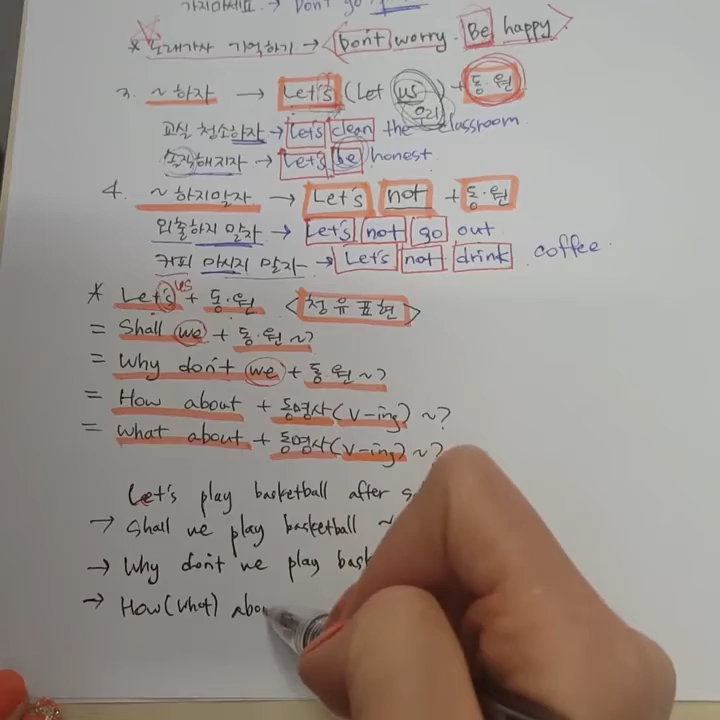 가지마세요. → Don't go
* 노래가사 기억하기 → Don't worry. Be happy
3. ~하자 → Let's (Let us 우리) + 동·원
교실 청소하자 → Let's clean the classroom.
솔직해지자 → Let's be honest.
4. ~하지말자 → Let's not + 동·원
외출하지 말자 → Let's not go out
커피 마시지 말자 → Let's not drink coffee.
* Let's us + 동·원 <청유표현>
= Shall we + 동·원 ~?
= Why don't we + 동·원 ~?
= How about + 동명사(V-ing) ~?
= what about + 동명사(V-ing) ~?
Let's play basketball after
→ Shall we play basketball ~
→ Why don't we play bask
→ How(What) abo